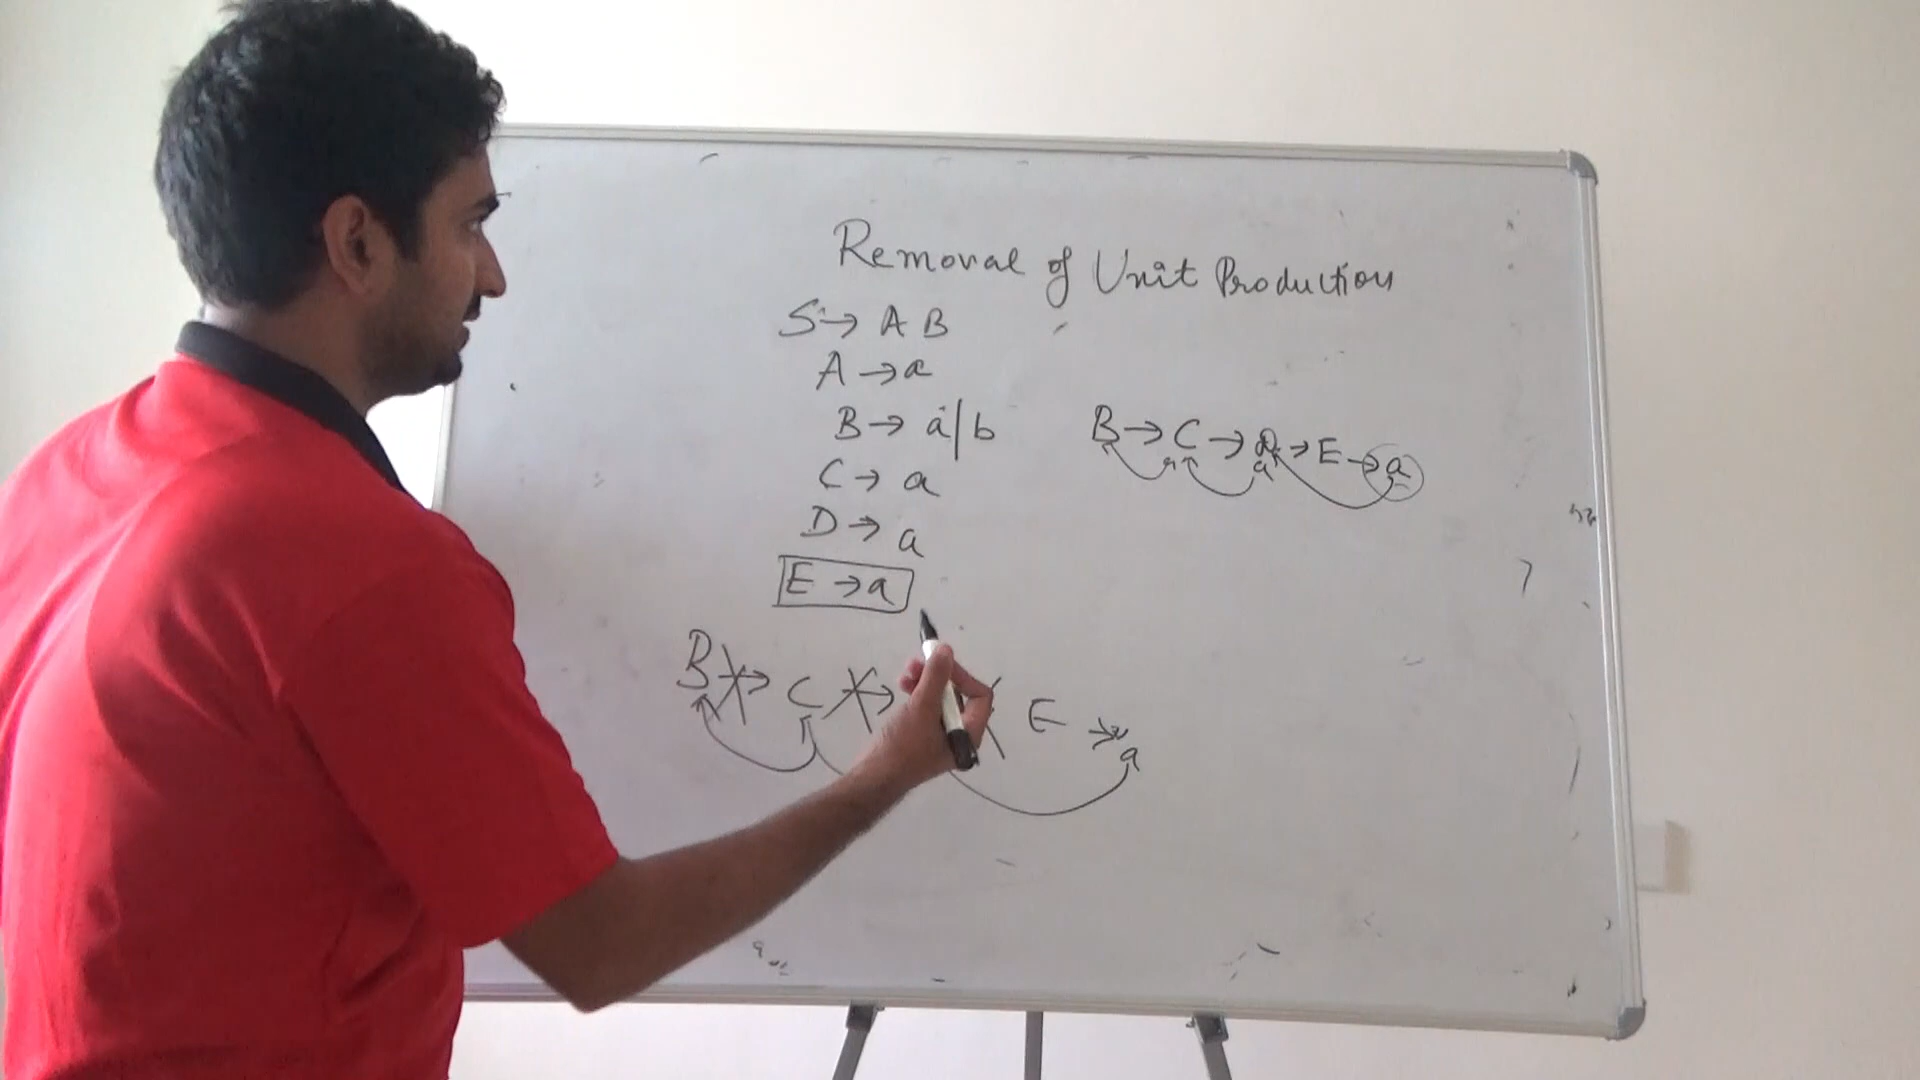 Removal of Unit Production
S → A B
A → a
B → a | b
C → a
D → a
E → a
B → C → D → E → a
a a
B → C → E → a